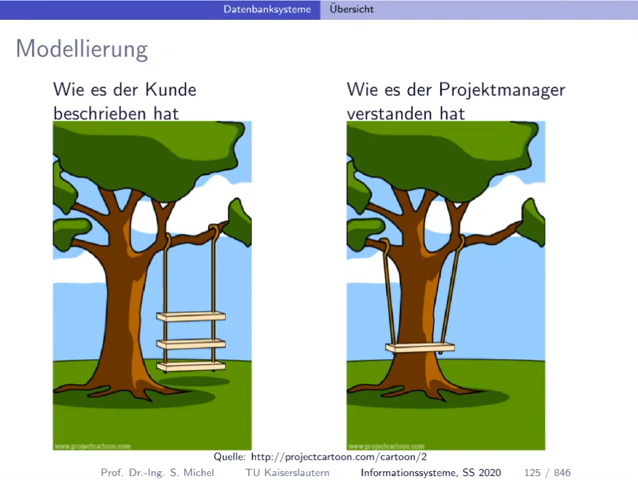 Datenbanksysteme Übersicht
Modellierung
Wie es der Kunde
beschrieben hat
Wie es der Projektmanager
verstanden hat
www.projectcartoon.com
www.projectcartoon.com
Quelle: http://projectcartoon.com/cartoon/2
Prof. Dr.-Ing. S. Michel TU Kaiserslautern Informationssysteme, SS 2020 125 / 846